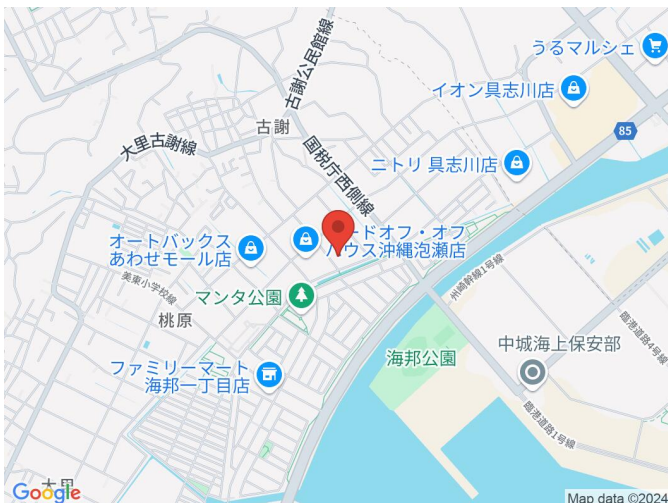 うるマルシェ
古謝公民館線
イオン具志川店
85
古謝
大里古謝線
国税庁西側線
ニトリ 具志川店
ードオフ・オフ
ハウス沖縄泡瀬店
オートバックス
あわせモール店
州崎幹線1号線
美東小学校線
マンタ公園
臨港道路4号線
桃原
海邦公園
中城海上保安部
ファミリーマート
海邦一丁目店
臨港道路1号線
大里
Google
Map data ©2024